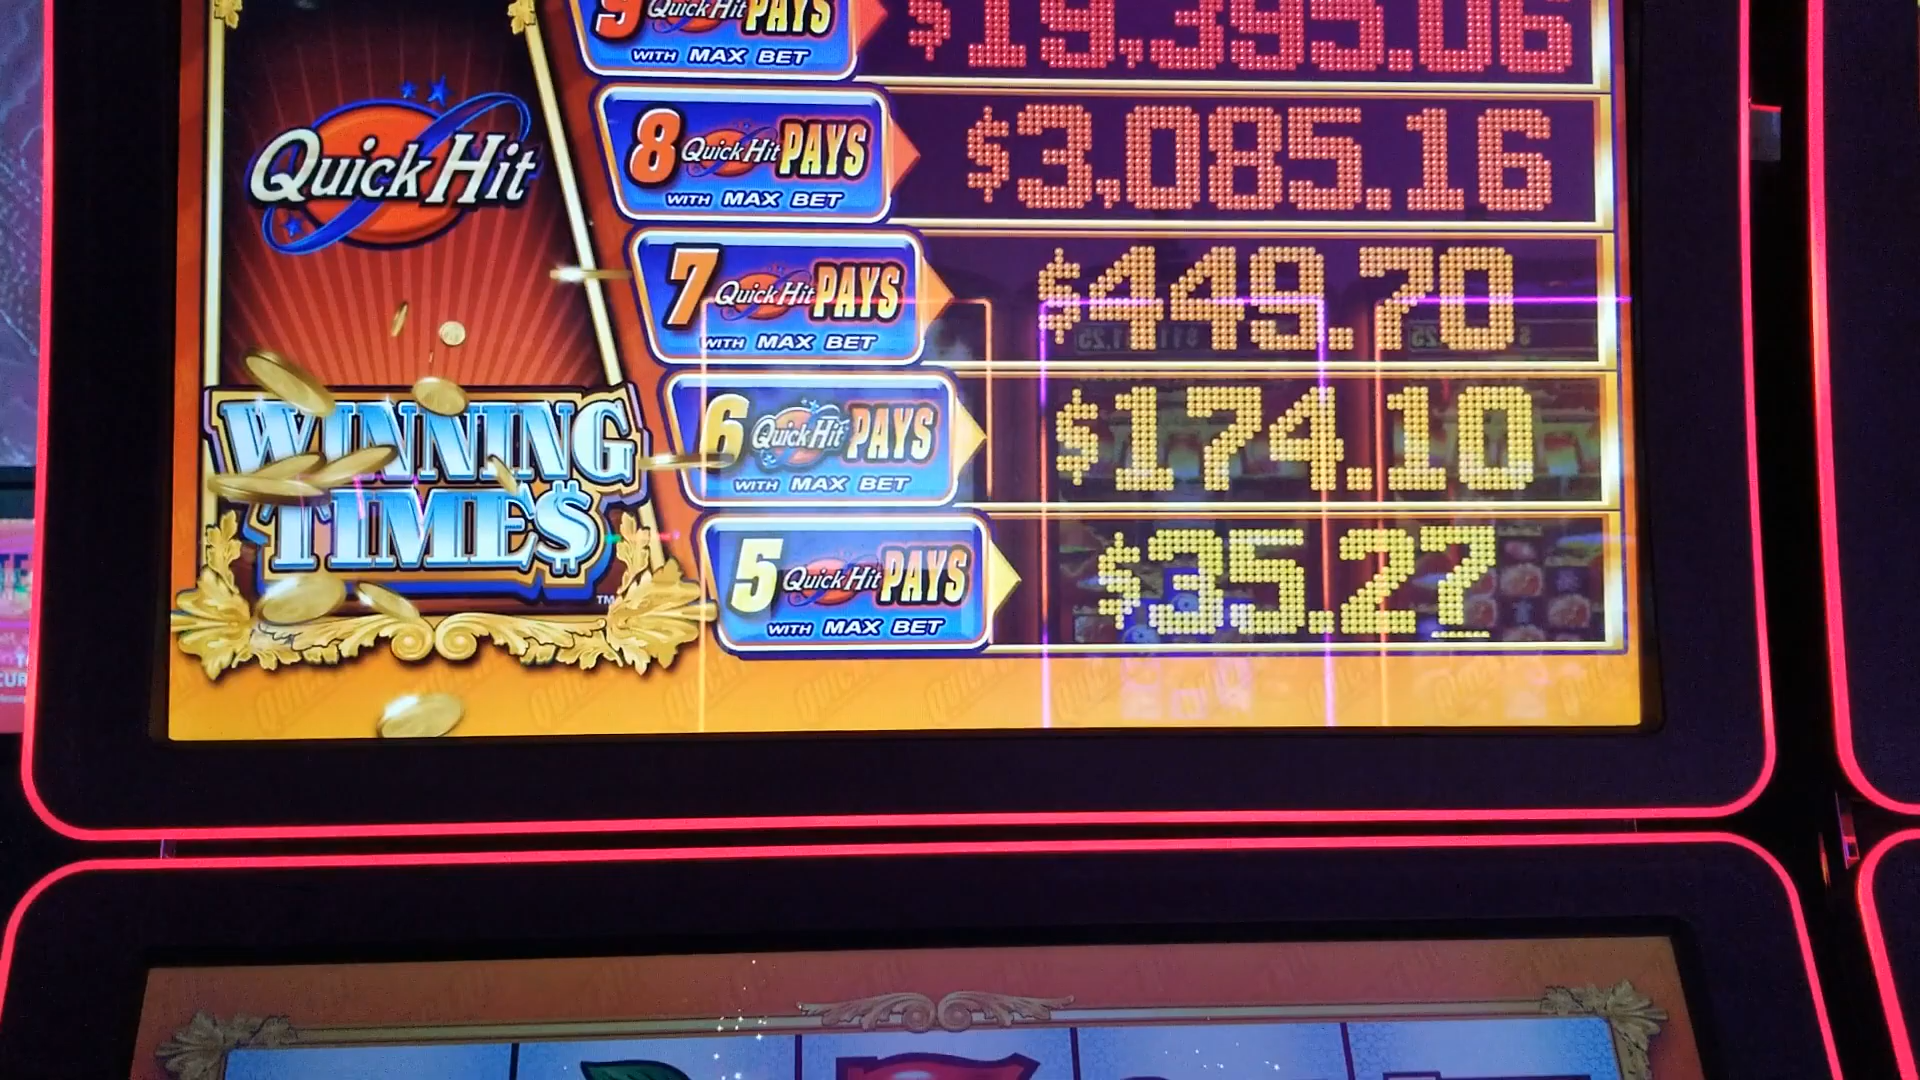 9 Quick Hit PAYS
WITH MAX BET
$19,395.06
8 Quick Hit PAYS
WITH MAX BET
$3,085.16
Quick Hit
7 Quick Hit PAYS
WITH MAX BET
$449.70
6 Quick Hit PAYS
WITH MAX BET
$174.10
WINNING
TIME$
TM
5 Quick Hit PAYS
WITH MAX BET
$35.27